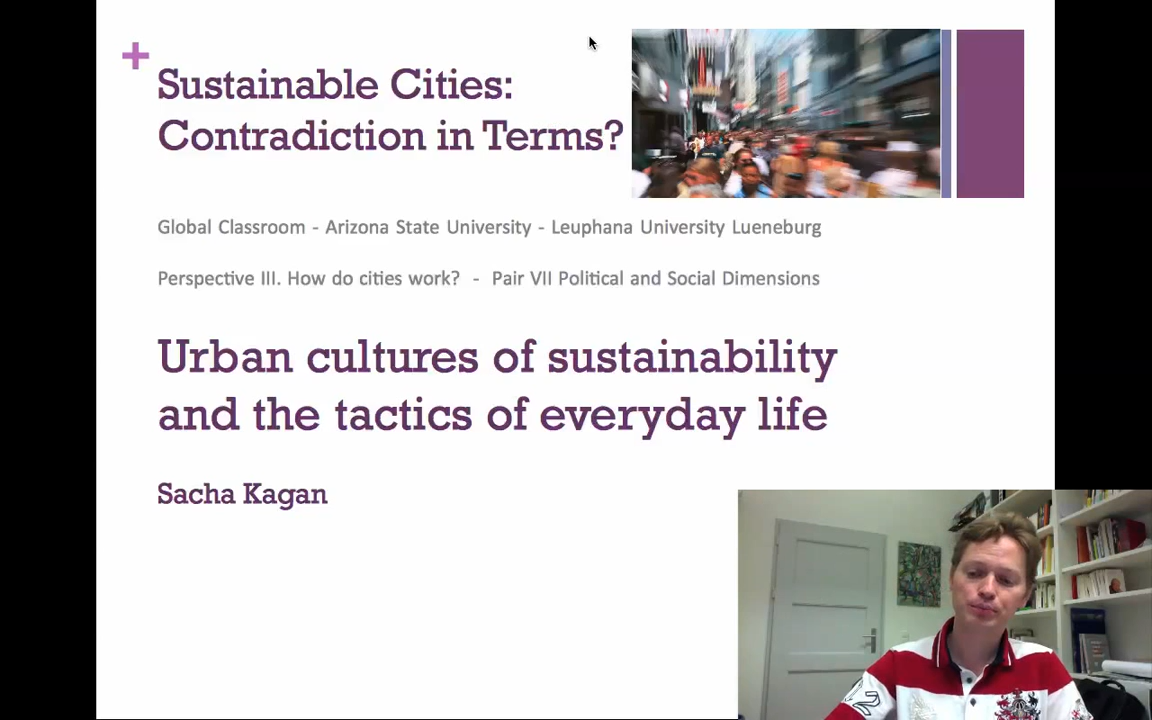 +
Sustainable Cities:
Contradiction in Terms?
Global Classroom - Arizona State University - Leuphana University Lueneburg
Perspective III. How do cities work? - Pair VII Political and Social Dimensions
Urban cultures of sustainability
and the tactics of everyday life
Sacha Kagan